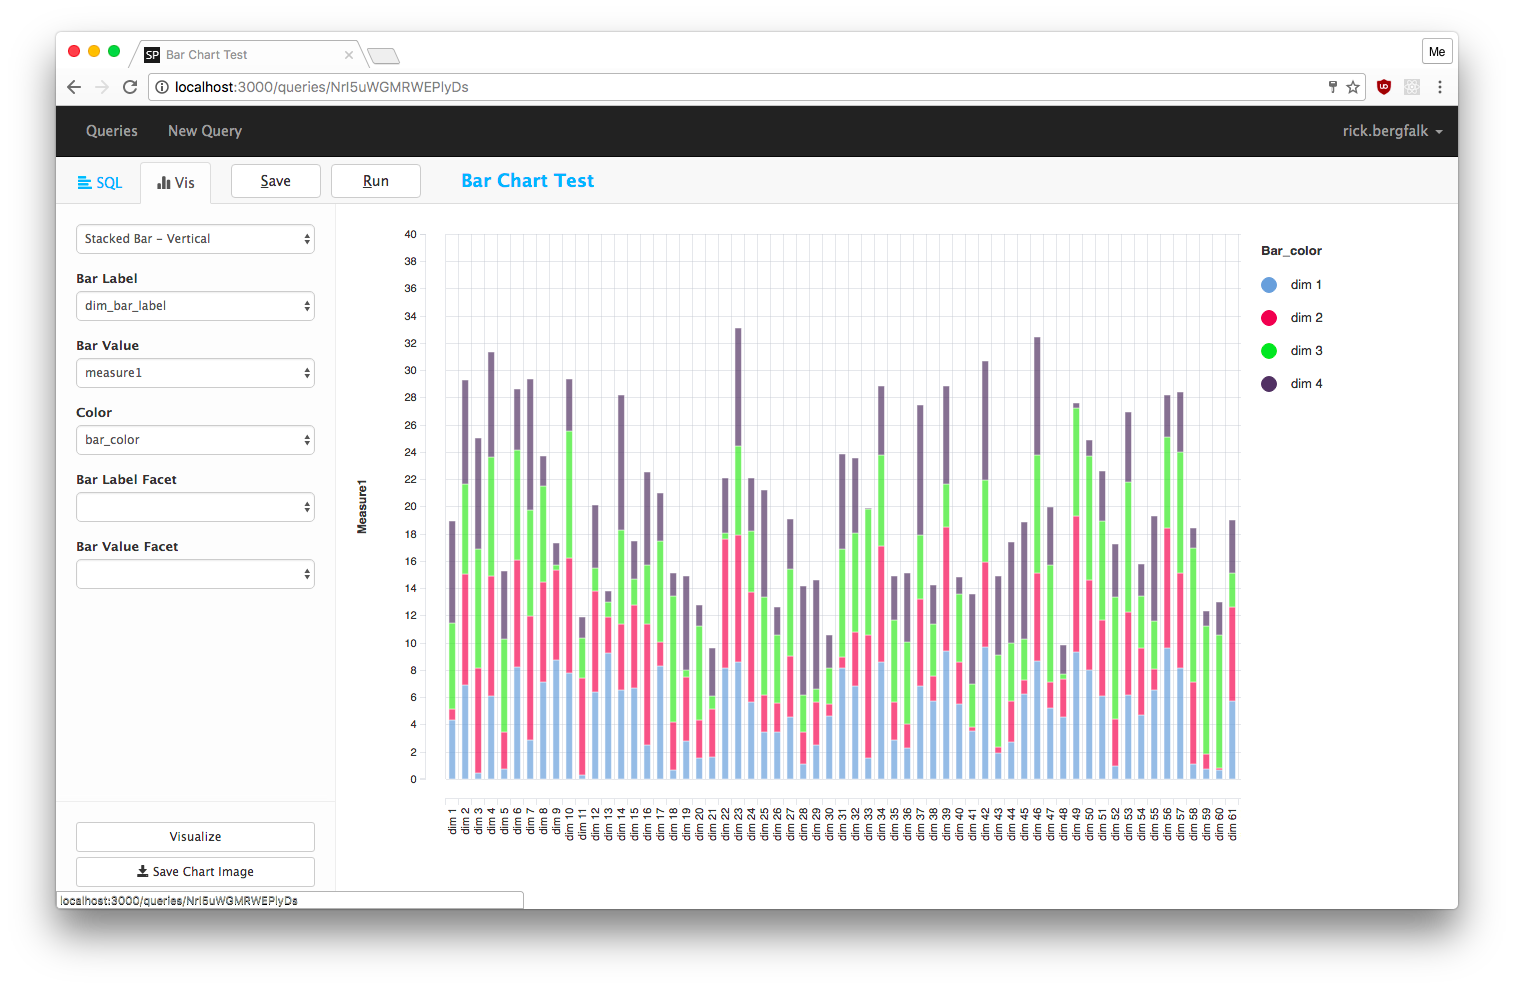 SP Bar Chart Test
Me
localhost:3000/queries/NrI5uWGMRWEPlyDs
Queries New Query rick.bergfalk
SQL Vis Save Run Bar Chart Test
Stacked Bar – Vertical
Bar Label
dim_bar_label
Bar Value
measure1
Color
bar_color
Bar Label Facet
Bar Value Facet
Visualize
Save Chart Image
localhost:3000/queries/NrI5uWGMRWEPlyDs
40
38
36
34
32
30
28
26
24
22
20
18
16
14
12
10
8
6
4
2
0
Measure1
dim 1
dim 2
dim 3
dim 4
dim 5
dim 6
dim 7
dim 8
dim 9
dim 10
dim 11
dim 12
dim 13
dim 14
dim 15
dim 16
dim 17
dim 18
dim 19
dim 20
dim 21
dim 22
dim 23
dim 24
dim 25
dim 26
dim 27
dim 28
dim 29
dim 30
dim 31
dim 32
dim 33
dim 34
dim 35
dim 36
dim 37
dim 38
dim 39
dim 40
dim 41
dim 42
dim 43
dim 44
dim 45
dim 46
dim 47
dim 48
dim 49
dim 50
dim 51
dim 52
dim 53
dim 54
dim 55
dim 56
dim 57
dim 58
dim 59
dim 60
dim 61
Bar_color
dim 1
dim 2
dim 3
dim 4